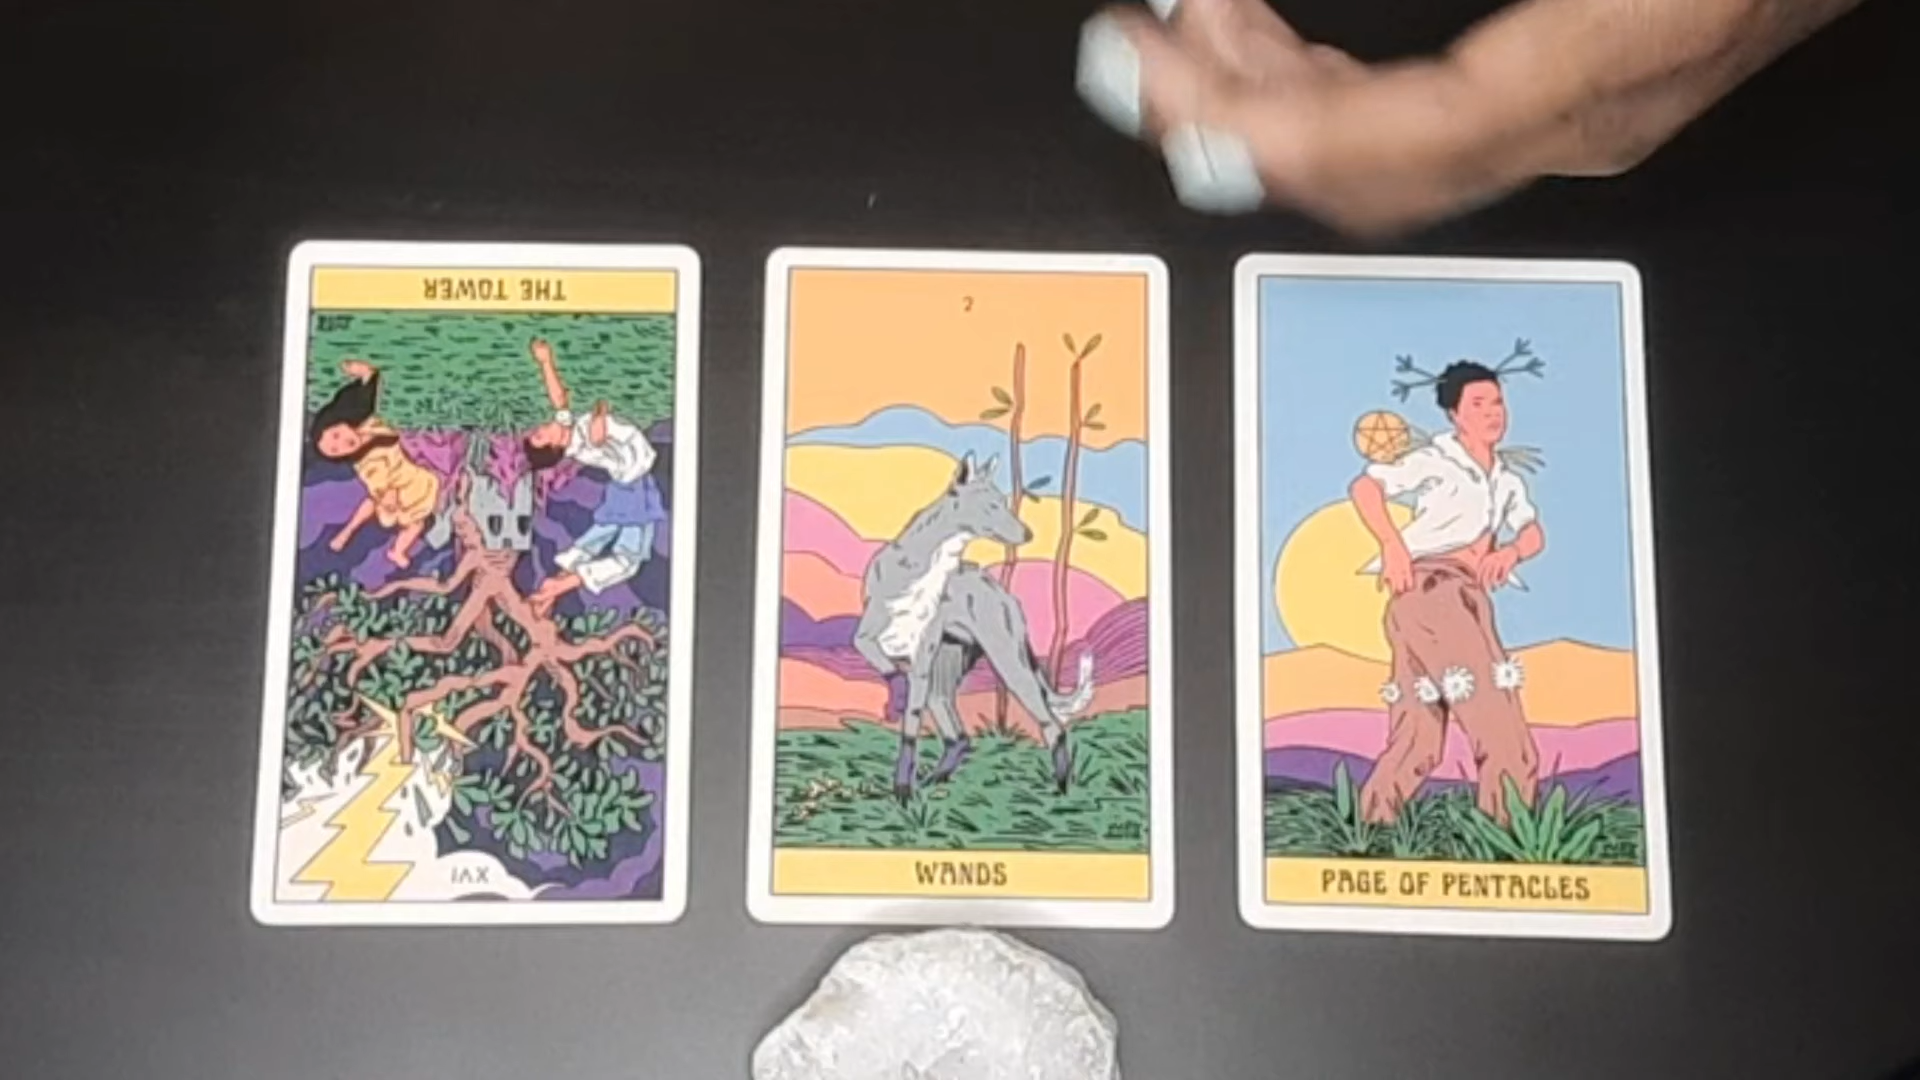 THE TOWER
XVI
2
WANDS
PAGE OF PENTACLES